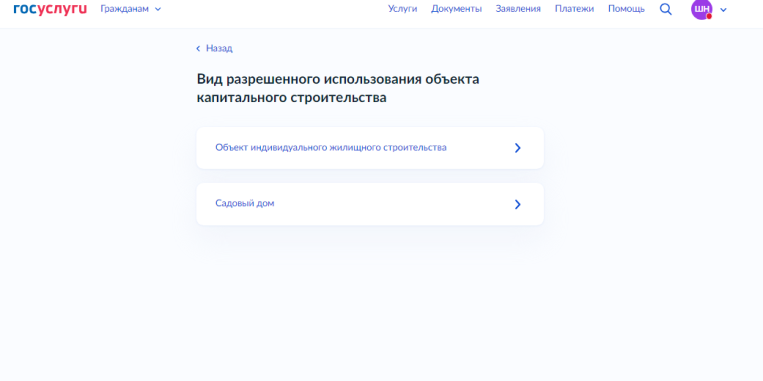 госуслуги Гражданам Услуги Документы Заявления Платежи Помощь ШН
Назад
Вид разрешенного использования объекта
капитального строительства
Объект индивидуального жилищного строительства
Садовый дом